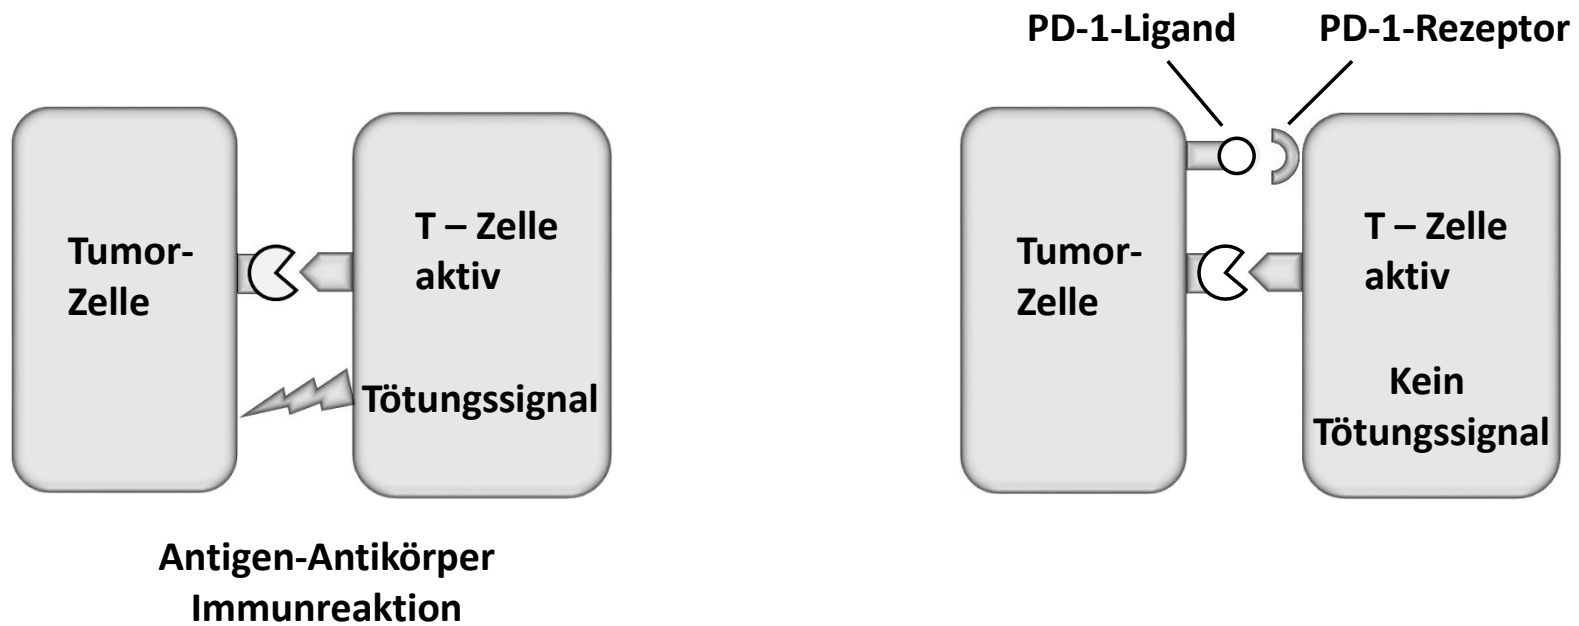 PD-1-Ligand
PD-1-Rezeptor
Tumor-
Zelle
T – Zelle
aktiv
Tötungssignal
Antigen-Antikörper
Immunreaktion
Tumor-
Zelle
T – Zelle
aktiv
Kein
Tötungssignal